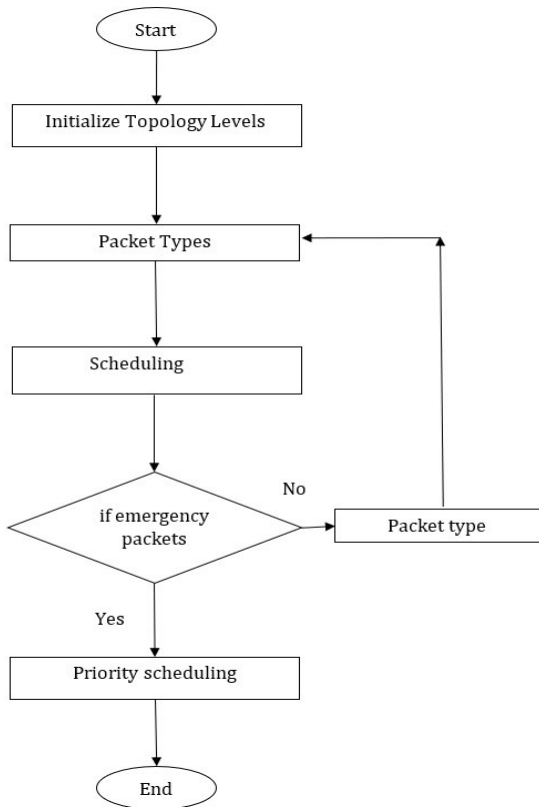 Start
Initialize Topology Levels
Packet Types
Scheduling
No
if emergency
packets
Packet type
Yes
Priority scheduling
End